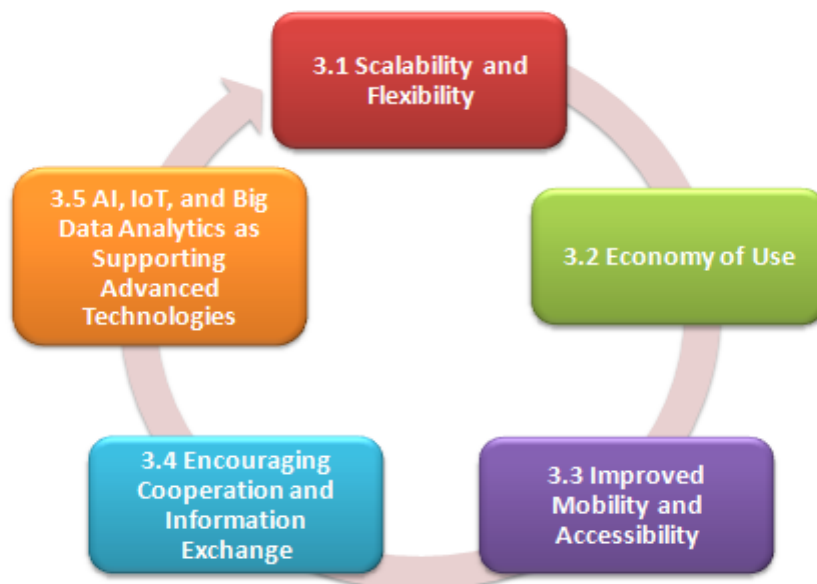 3.1 Scalability and
Flexibility
3.2 Economy of Use
3.3 Improved
Mobility and
Accessibility
3.4 Encouraging
Cooperation and
Information
Exchange
3.5 AI, IoT, and Big
Data Analytics as
Supporting
Advanced
Technologies